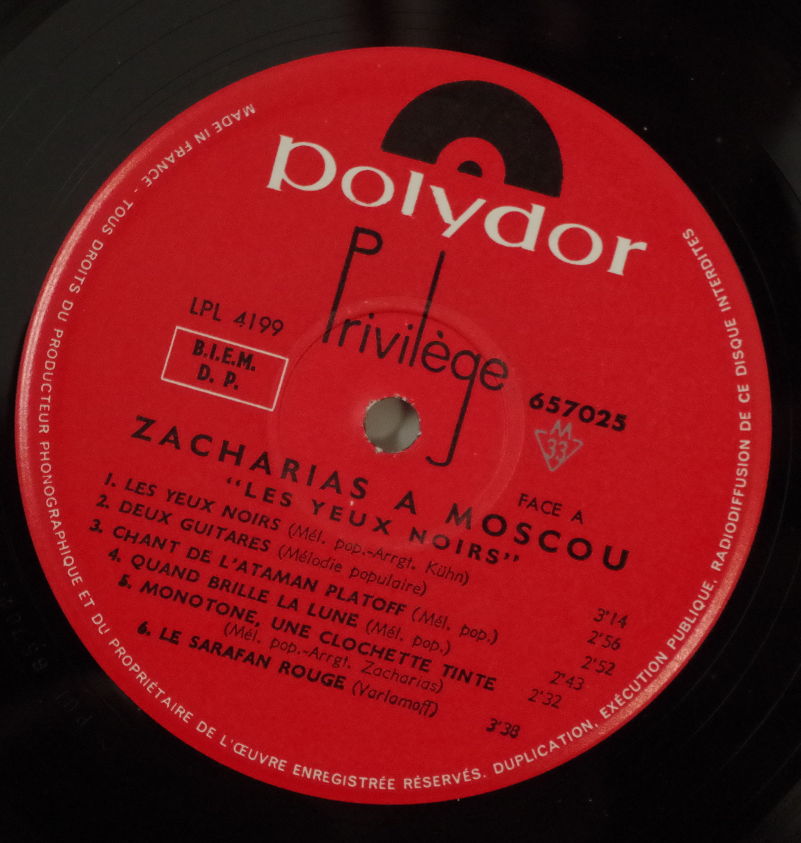 polydor
Privilège
LPL 4199
B.I.E.M.
D. P.
657025
M
33
FACE A
ZACHARIAS A MOSCOU
"LES YEUX NOIRS"
1. LES YEUX NOIRS (Mél. pop.-Arrgt. Kühn) 3'14
2. DEUX GUITARES (Mélodie populaire) 2'56
3. CHANT DE L'ATAMAN PLATOFF (Mél. pop.) 2'52
4. QUAND BRILLE LA LUNE (Mél. pop.) 2'43
5. MONOTONE, UNE CLOCHETTE TINTE 2'32
(Mél. pop.-Arrgt. Zacharias)
6. LE SARAFAN ROUGE (Varlamoff) 3'38
MADE IN FRANCE - TOUS DROITS DU PRODUCTEUR PHONOGRAPHIQUE ET DU PROPRIÉTAIRE DE L'ŒUVRE ENREGISTRÉE RÉSERVÉS. DUPLICATION, EXÉCUTION PUBLIQUE, RADIODIFFUSION DE CE DISQUE INTERDITES